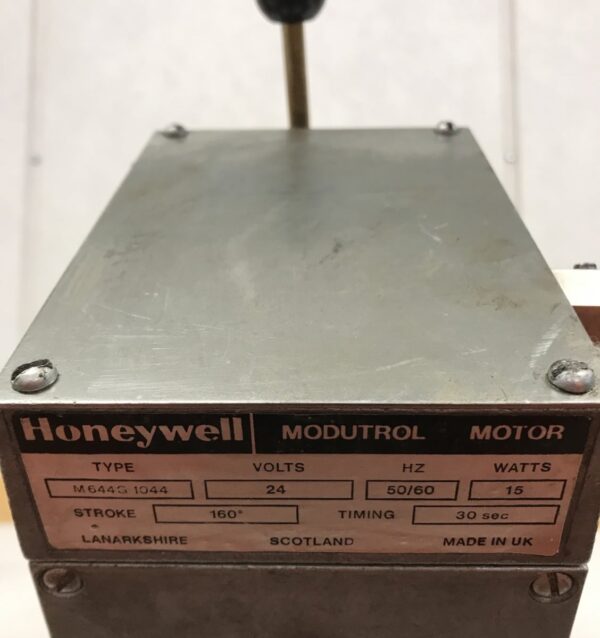 Honeywell MODUTROL MOTOR
TYPE VOLTS HZ WATTS
M644G 1044 24 50/60 15
STROKE 160° TIMING 30 sec
LANARKSHIRE SCOTLAND MADE IN UK